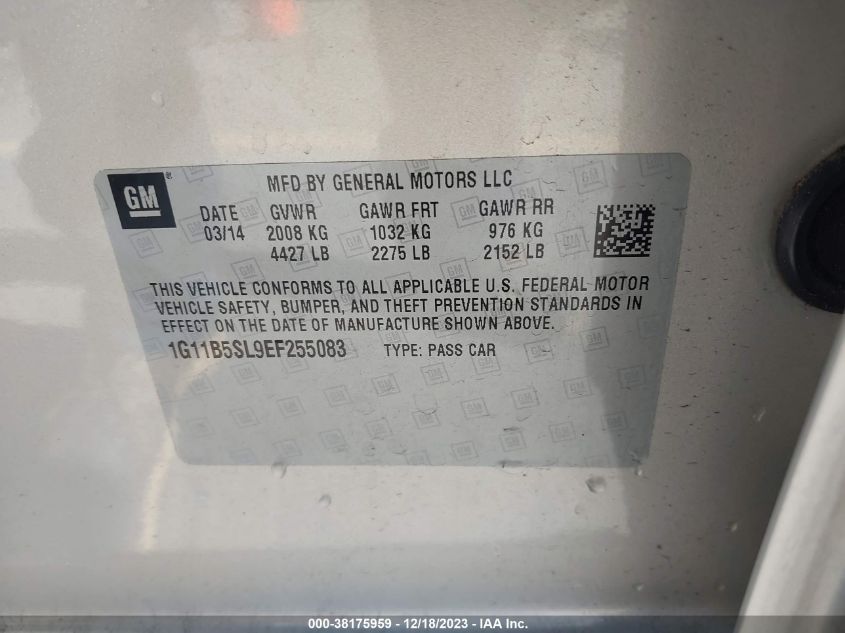 GM ® MFD BY GENERAL MOTORS LLC
DATE GVWR GAWR FRT GAWR RR
03/14 2008 KG 1032 KG 976 KG
4427 LB 2275 LB 2152 LB
THIS VEHICLE CONFORMS TO ALL APPLICABLE U.S. FEDERAL MOTOR
VEHICLE SAFETY, BUMPER, AND THEFT PREVENTION STANDARDS IN
EFFECT ON THE DATE OF MANUFACTURE SHOWN ABOVE.
1G11B5SL9EF255083 TYPE: PASS CAR
000-38175959 - 12/18/2023 - IAA Inc.